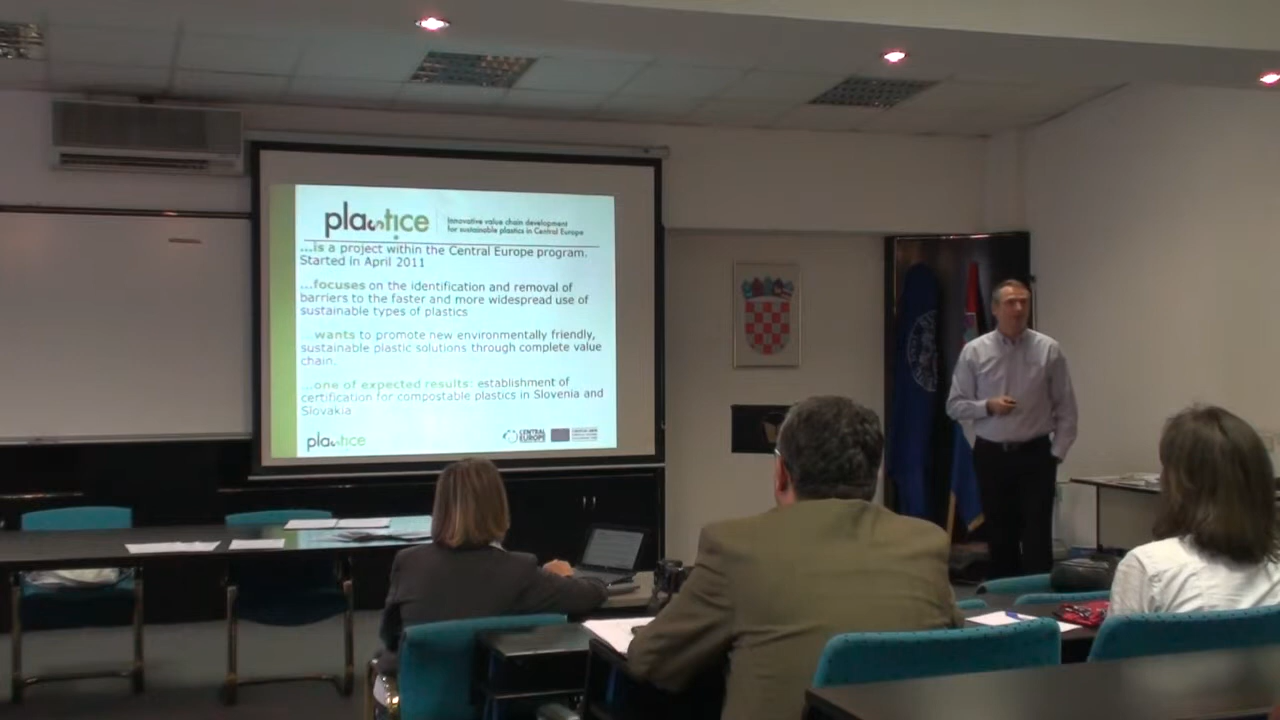 plastice
Innovative value chain development
for sustainable plastics in Central Europe
...is a project within the Central Europe program.
Started in April 2011
...focuses on the identification and removal of
barriers to the faster and more widespread use of
sustainable types of plastics
...wants to promote new environmentally friendly,
sustainable plastic solutions through complete value
chain.
...one of expected results: establishment of
certification for compostable plastics in Slovenia and
Slovakia
plastice
CENTRAL
EUROPE